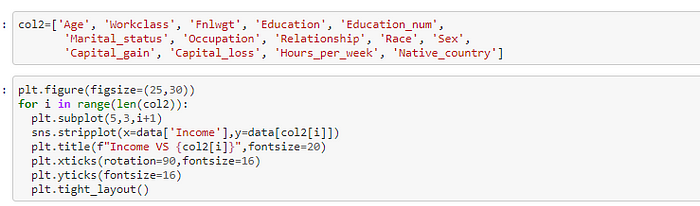 : col2=['Age', 'Workclass', 'Fnlwgt', 'Education', 'Education_num',
'Marital_status', 'Occupation', 'Relationship', 'Race', 'Sex',
'Capital_gain', 'Capital_loss', 'Hours_per_week', 'Native_country']
: plt.figure(figsize=(25,30))
for i in range(len(col2)):
plt.subplot(5,3,i+1)
sns.stripplot(x=data['Income'],y=data[col2[i]])
plt.title(f"Income VS {col2[i]}",fontsize=20)
plt.xticks(rotation=90,fontsize=16)
plt.yticks(fontsize=16)
plt.tight_layout()